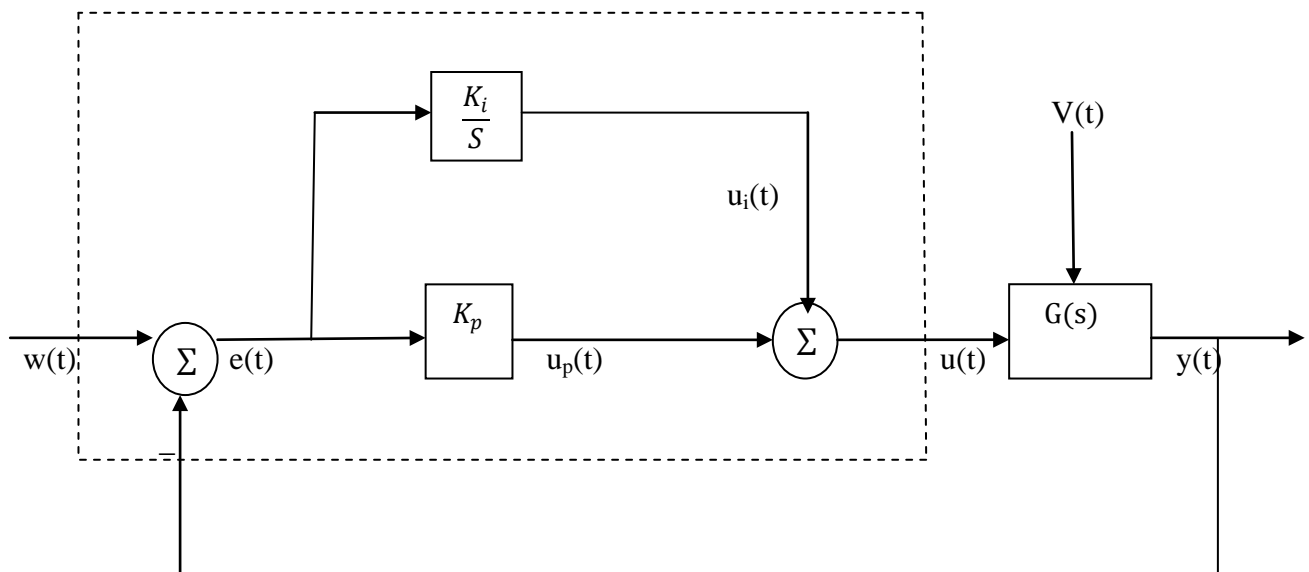 K_i
S
V(t)
u_i(t)
K_p
G(s)
Σ
Σ
w(t)
e(t)
u_p(t)
u(t)
y(t)
–